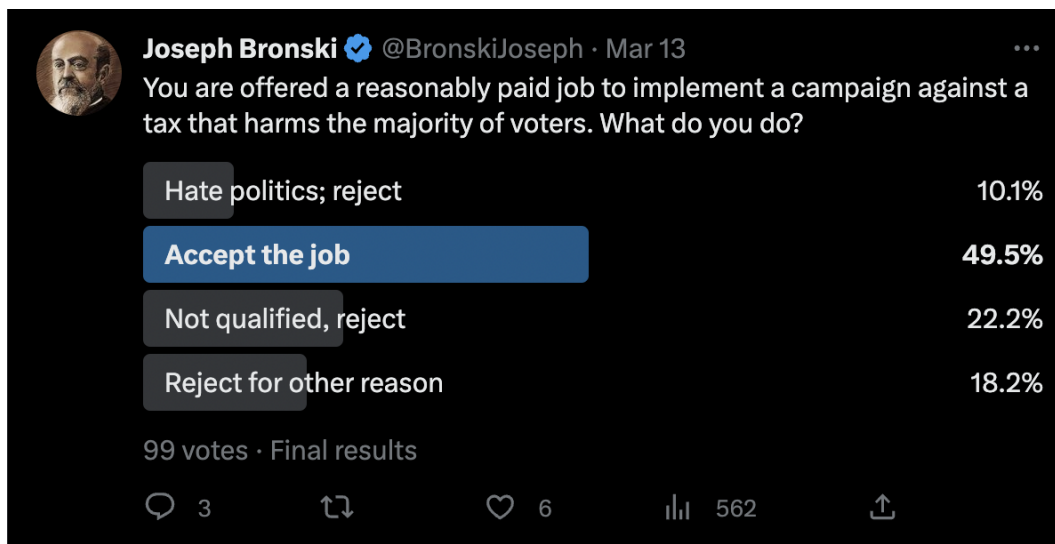 Joseph Bronski @BronskiJoseph · Mar 13
You are offered a reasonably paid job to implement a campaign against a
tax that harms the majority of voters. What do you do?
Hate politics; reject 10.1%
Accept the job 49.5%
Not qualified, reject 22.2%
Reject for other reason 18.2%
99 votes · Final results
3 6 562